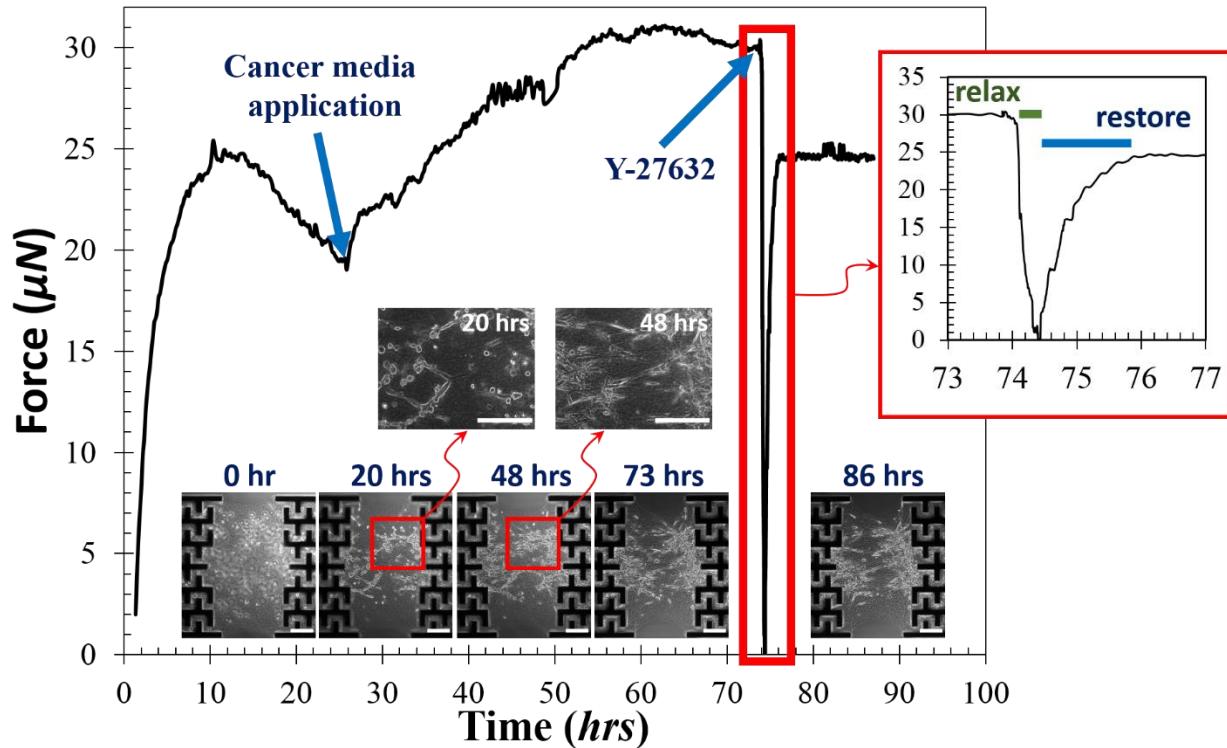 Force (μN)
30
25
20
15
10
5
0
Cancer media
application
Y-27632
20 hrs
48 hrs
0 hr
20 hrs
48 hrs
73 hrs
86 hrs
0 10 20 30 40 50 60 70 80 90 100
Time (hrs)
relax
restore
35
30
25
20
15
10
5
0
73 74 75 76 77